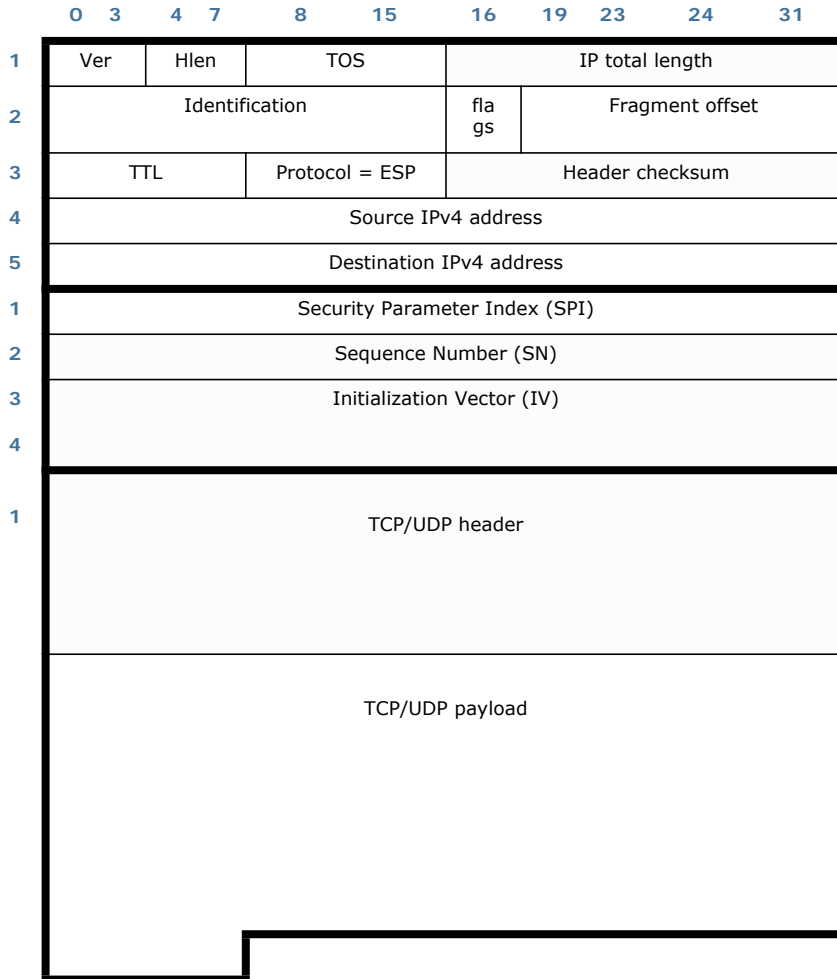 0 3 4 7 8 15 16 19 23 24 31
1 Ver Hlen TOS IP total length
2 Identification fla Fragment offset
gs
3 TTL Protocol = ESP Header checksum
4 Source IPv4 address
5 Destination IPv4 address
1 Security Parameter Index (SPI)
2 Sequence Number (SN)
3 Initialization Vector (IV)
4
1 TCP/UDP header
TCP/UDP payload